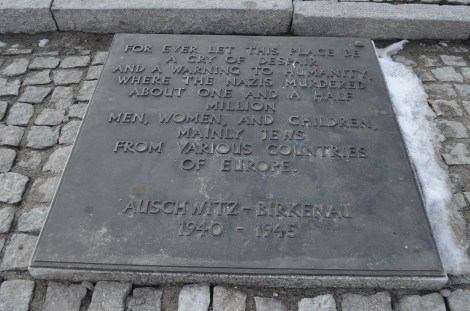 FOR EVER LET THIS PLACE BE
A CRY OF DESPAIR
AND A WARNING TO HUMANITY,
WHERE THE NAZIS MURDERED
ABOUT ONE AND A HALF
MILLION
MEN, WOMEN, AND CHILDREN,
MAINLY JEWS
FROM VARIOUS COUNTRIES
OF EUROPE.
AUSCHWITZ - BIRKENAU
1940 - 1945